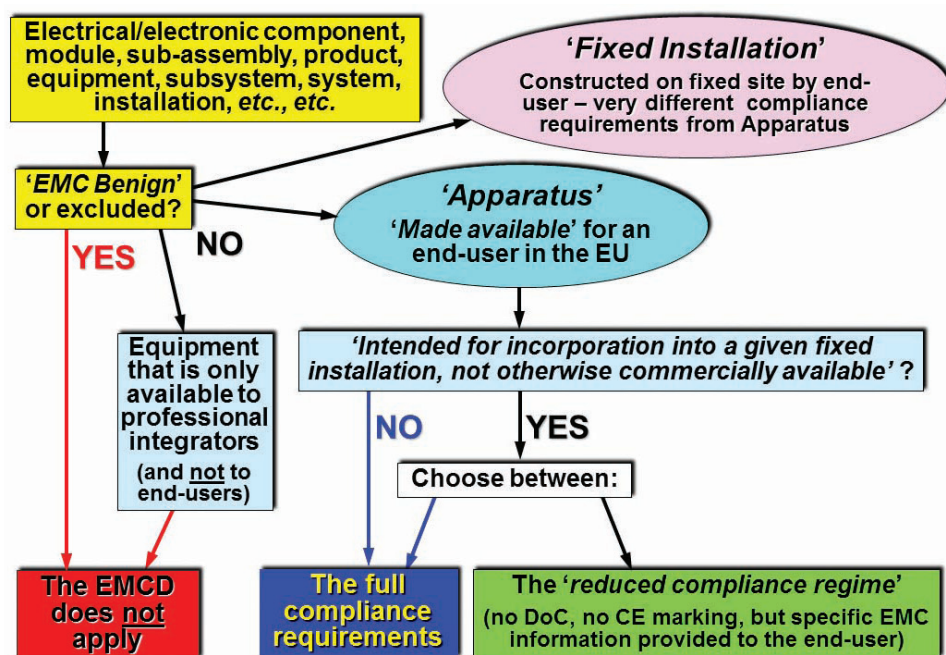 Electrical/electronic component,
module, sub-assembly, product,
equipment, subsystem, system,
installation, etc., etc.
‘Fixed Installation’
Constructed on fixed site by end-
user – very different compliance
requirements from Apparatus
‘EMC Benign’
or excluded?
‘Apparatus’
‘Made available’ for an
end-user in the EU
YES
NO
Equipment
that is only
available to
professional
integrators
(and not to
end-users)
‘Intended for incorporation into a given fixed
installation, not otherwise commercially available’ ?
NO
YES
Choose between:
The EMCD
does not
apply
The full
compliance
requirements
The ‘reduced compliance regime’
(no DoC, no CE marking, but specific EMC
information provided to the end-user)